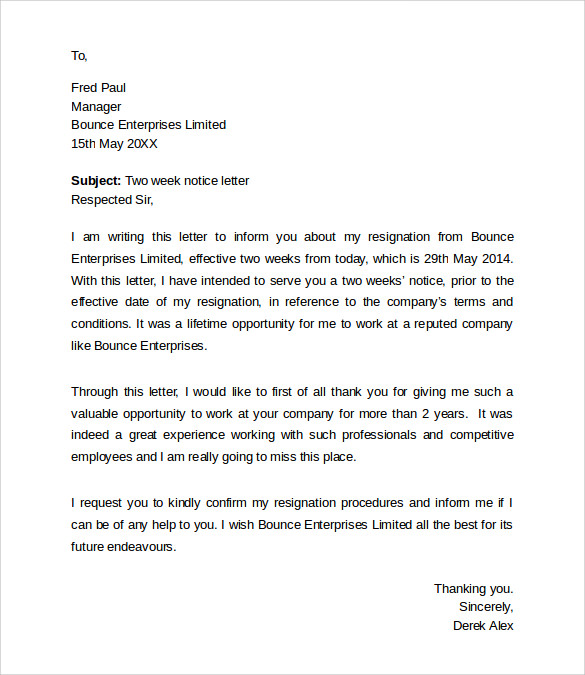 To,
Fred Paul
Manager
Bounce Enterprises Limited
15th May 20XX
Subject: Two week notice letter
Respected Sir,
I am writing this letter to inform you about my resignation from Bounce
Enterprises Limited, effective two weeks from today, which is 29th May 2014.
With this letter, I have intended to serve you a two weeks’ notice, prior to the
effective date of my resignation, in reference to the company’s terms and
conditions. It was a lifetime opportunity for me to work at a reputed company
like Bounce Enterprises.
Through this letter, I would like to first of all thank you for giving me such a
valuable opportunity to work at your company for more than 2 years.  It was
indeed a great experience working with such professionals and competitive
employees and I am really going to miss this place.
I request you to kindly confirm my resignation procedures and inform me if I
can be of any help to you. I wish Bounce Enterprises Limited all the best for its
future endeavours.
Thanking you.
Sincerely,
Derek Alex